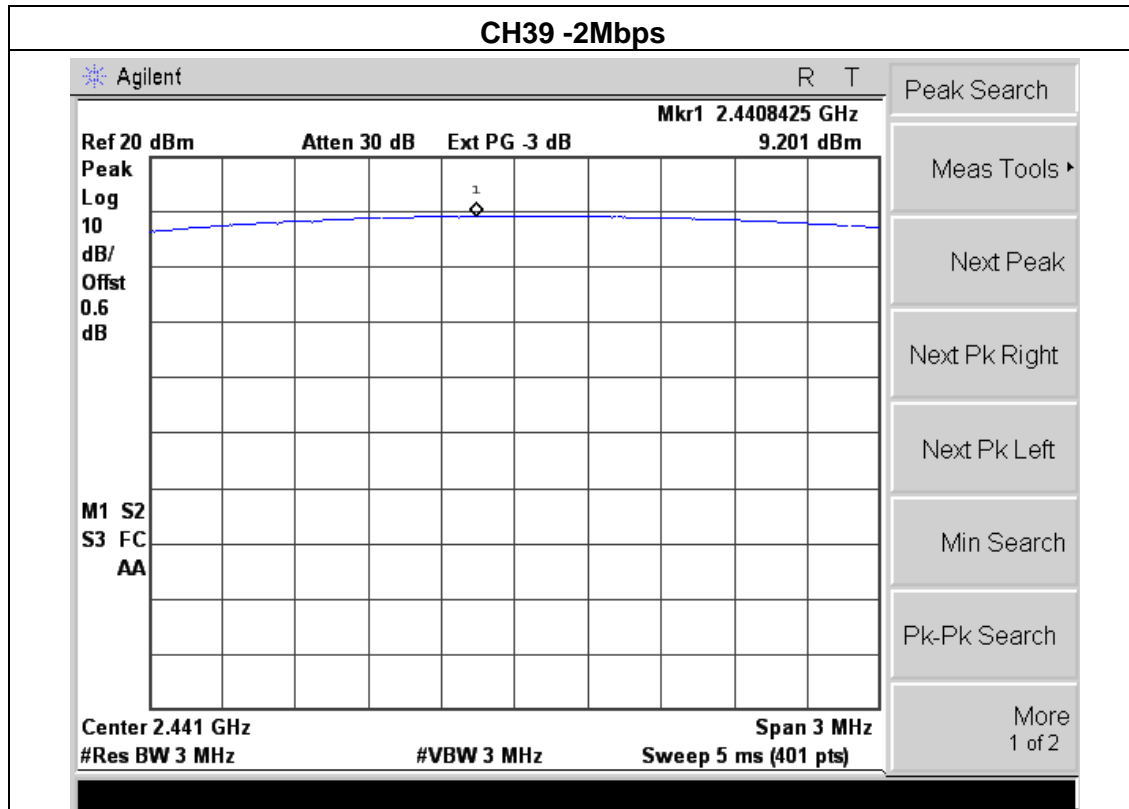 CH39 -2Mbps
Agilent R T
Peak Search
Mkr1 2.4408425 GHz
Ref 20 dBm Atten 30 dB Ext PG -3 dB 9.201 dBm
Peak
Log
10
dB/
Offst
0.6
dB
1
M1 S2
S3 FC
AA
Center 2.441 GHz Span 3 MHz
#Res BW 3 MHz #VBW 3 MHz Sweep 5 ms (401 pts)
Meas Tools
Next Peak
Next Pk Right
Next Pk Left
Min Search
Pk-Pk Search
More
1 of 2